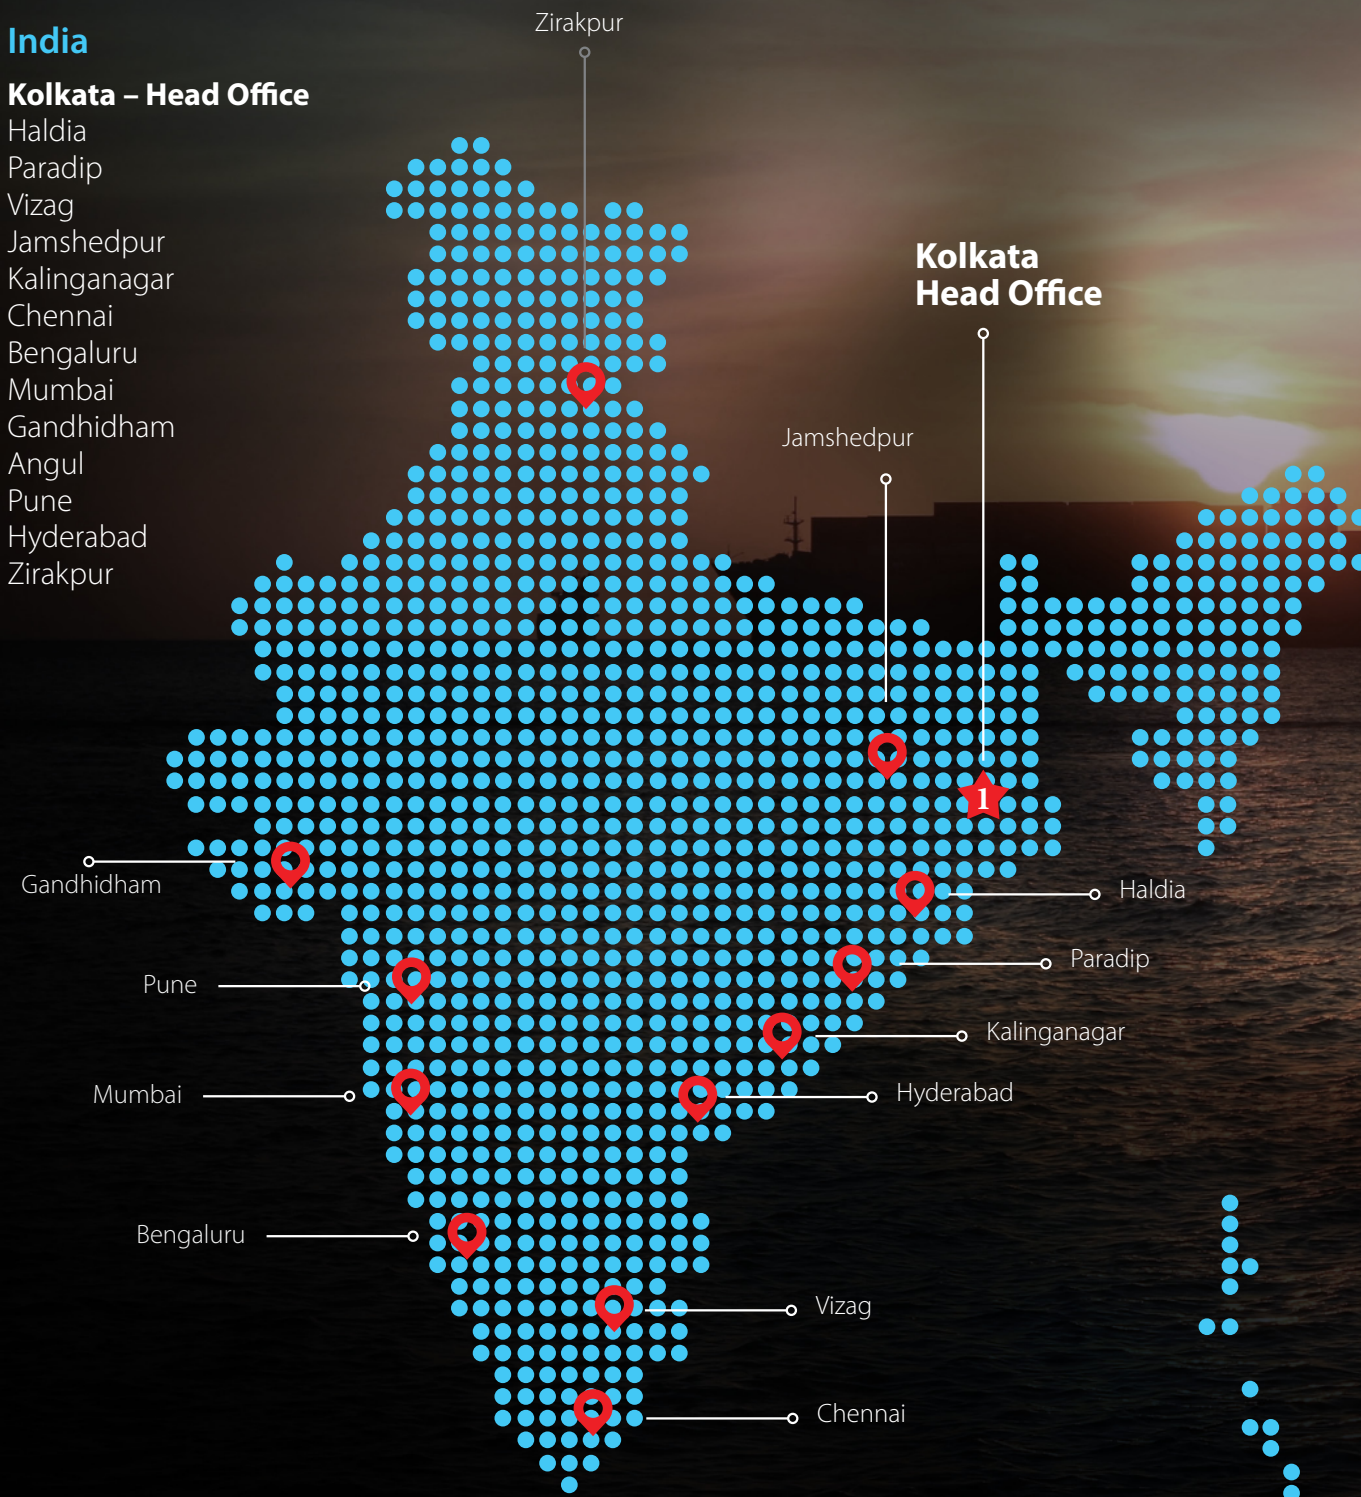 India
Kolkata – Head Office
Haldia
Paradip
Vizag
Jamshedpur
Kalinganagar
Chennai
Bengaluru
Mumbai
Gandhidham
Angul
Pune
Hyderabad
Zirakpur
Zirakpur
Kolkata
Head Office
Jamshedpur
1
Gandhidham
Haldia
Paradip
Pune
Kalinganagar
Mumbai
Hyderabad
Bengaluru
Vizag
Chennai